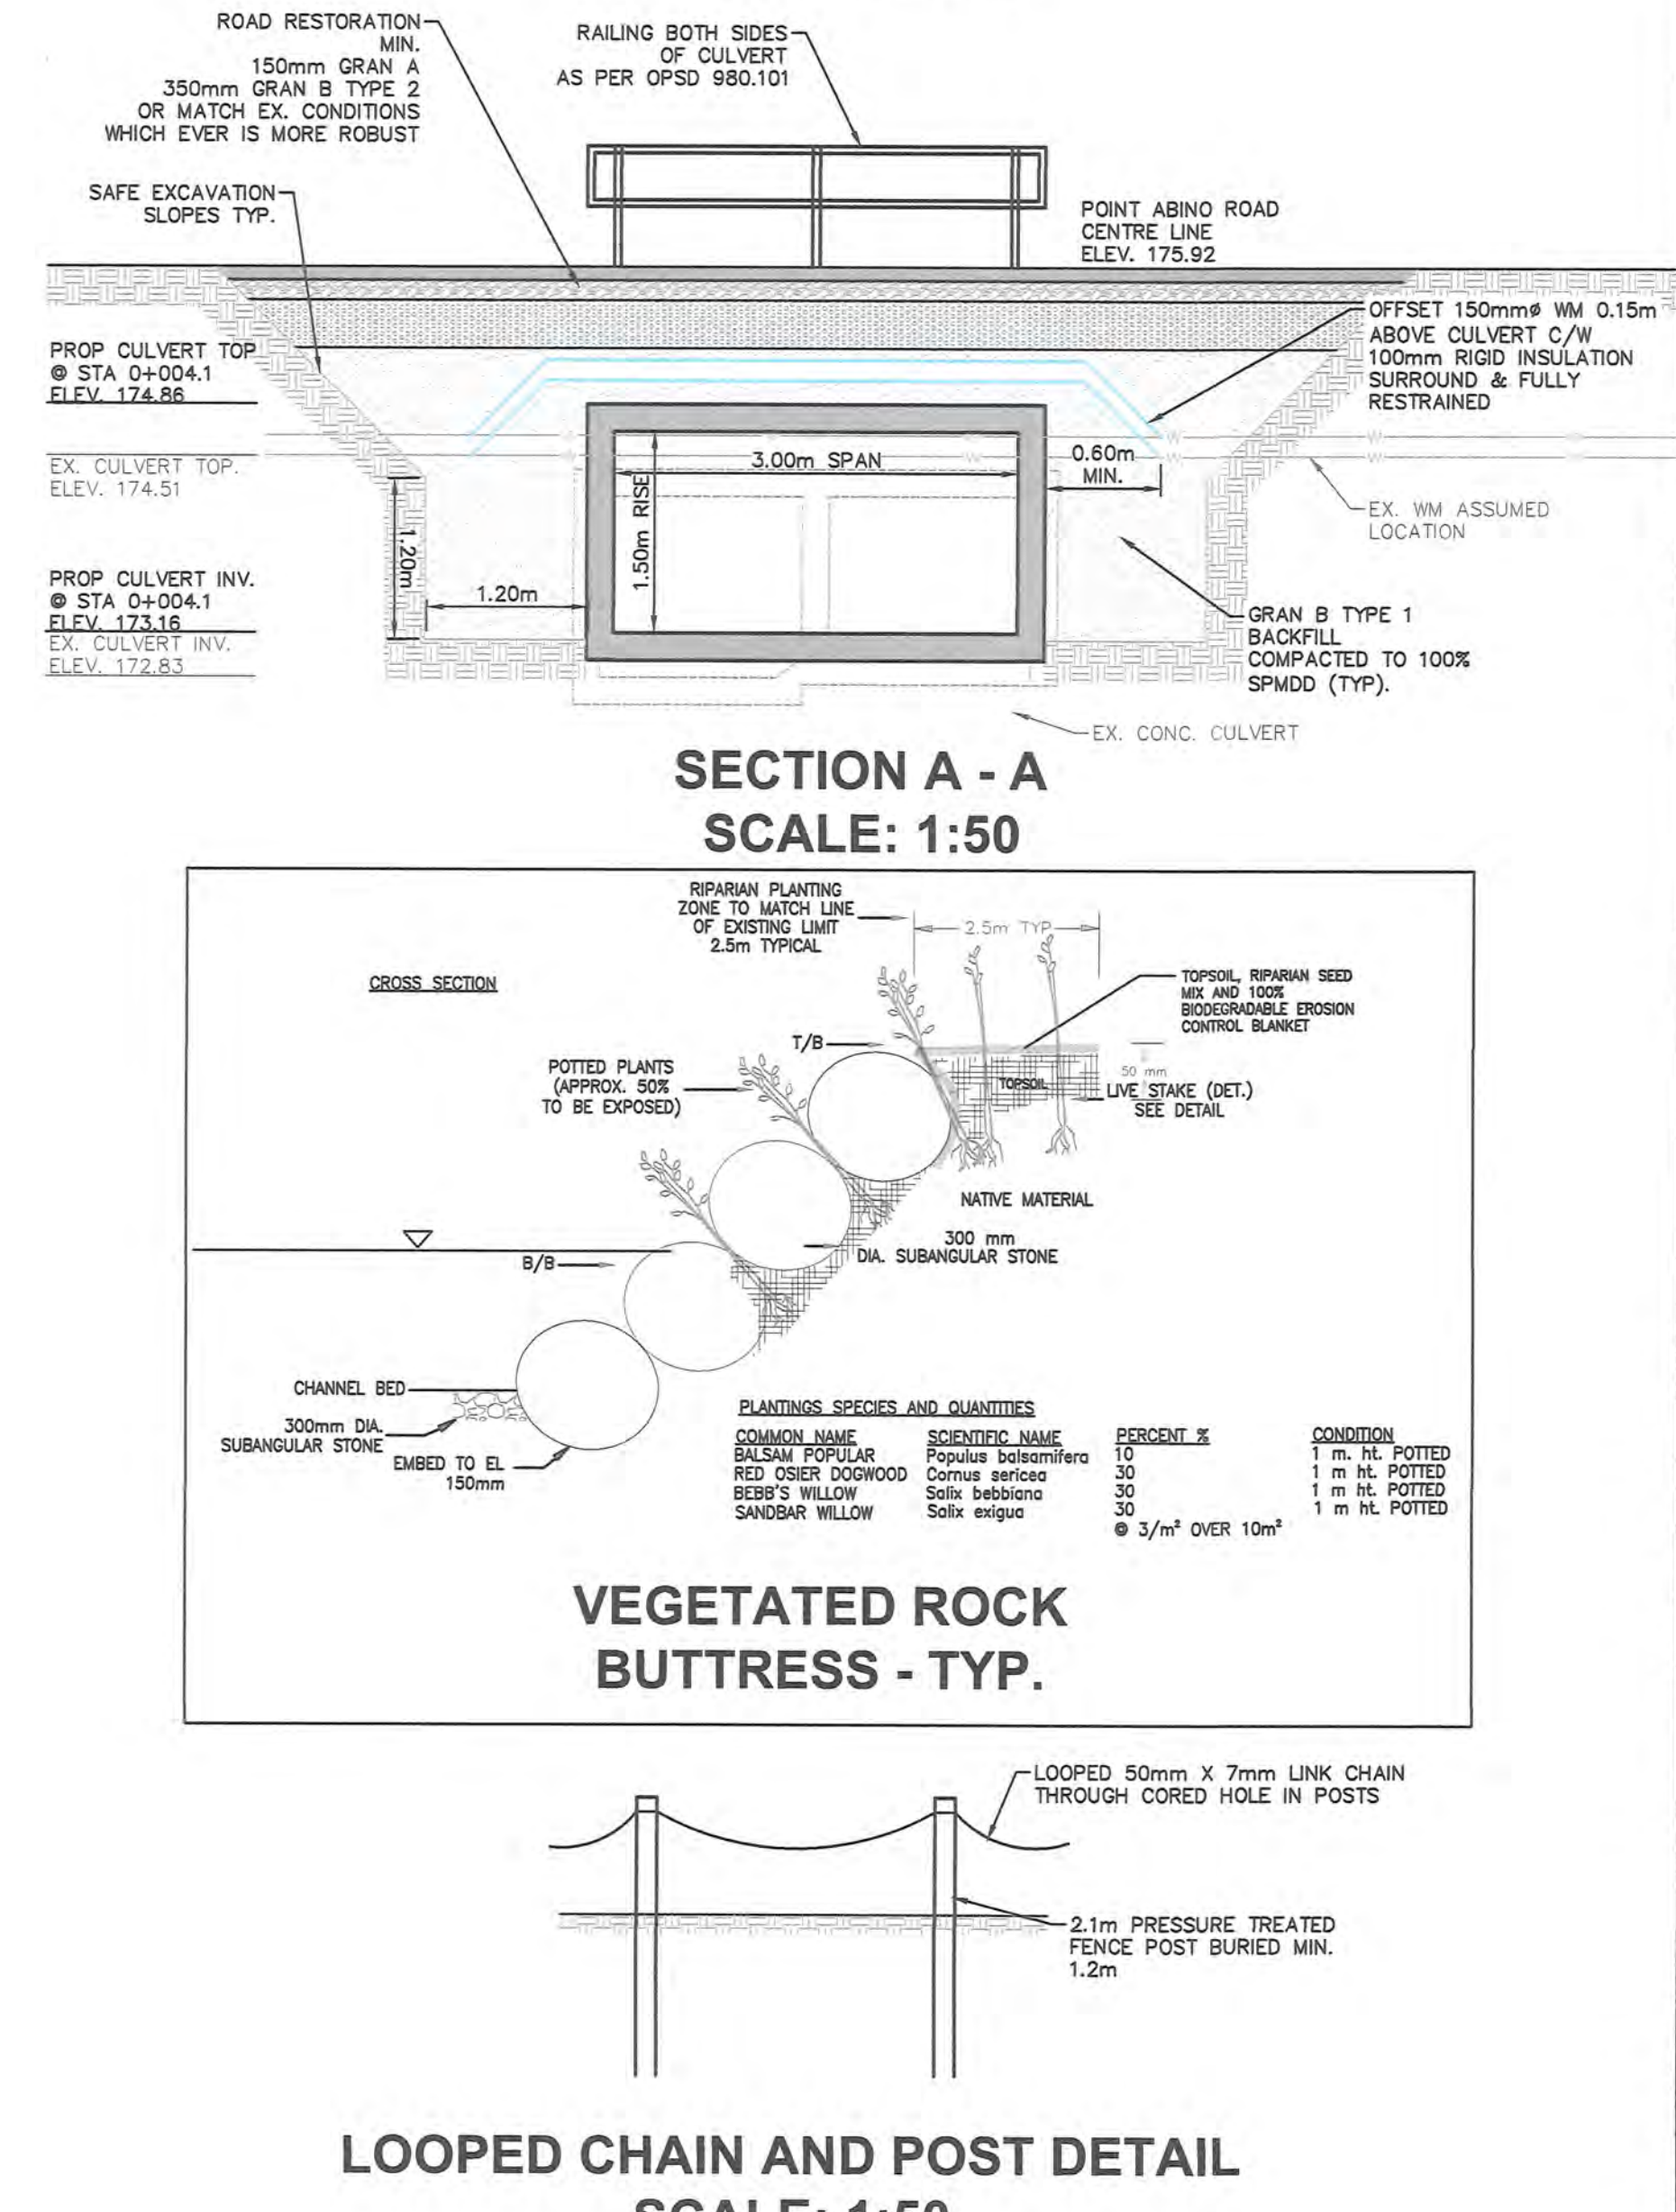 ROAD RESTORATION
MIN.
150mm GRAN A
350mm GRAN B TYPE 2
OR MATCH EX. CONDITIONS
WHICH EVER IS MORE ROBUST
RAILING BOTH SIDES
OF CULVERT
AS PER OPSD 980.101
SAFE EXCAVATION
SLOPES TYP.
POINT ABINO ROAD
CENTRE LINE
ELEV. 175.92
OFFSET 150mmø WM 0.15m
ABOVE CULVERT C/W
100mm RIGID INSULATION
SURROUND & FULLY
RESTRAINED
PROP CULVERT TOP
@ STA 0+004.1
ELEV. 174.86
EX. CULVERT TOP.
ELEV. 174.51
W
W
W
W
W
W
3.00m SPAN
0.60m
MIN.
1.50m RISE
1.20m
1.20m
EX. WM ASSUMED
LOCATION
PROP CULVERT INV.
@ STA 0+004.1
ELEV. 173.16
EX. CULVERT INV.
ELEV. 172.83
GRAN B TYPE 1
BACKFILL
COMPACTED TO 100%
SPMDD (TYP).
EX. CONC. CULVERT
SECTION A - A
SCALE: 1:50
RIPARIAN PLANTING
ZONE TO MATCH LINE
OF EXISTING LIMIT
2.5m TYPICAL
2.5m TYP
CROSS SECTION
TOPSOIL, RIPARIAN SEED
MIX AND 100%
BIODEGRADABLE EROSION
CONTROL BLANKET
T/B
POTTED PLANTS
(APPROX. 50%
TO BE EXPOSED)
50 mm
TOPSOIL
LIVE STAKE (DET.)
SEE DETAIL
NATIVE MATERIAL
300 mm
DIA. SUBANGULAR STONE
B/B
CHANNEL BED
300mm DIA.
SUBANGULAR STONE
EMBED TO EL
150mm
PLANTINGS SPECIES AND QUANTITIES
COMMON NAME SCIENTIFIC NAME PERCENT % CONDITION
BALSAM POPULAR Populus balsamifera 10 1 m. ht. POTTED
RED OSIER DOGWOOD Cornus sericea 30 1 m ht. POTTED
BEBB'S WILLOW Salix bebbiana 30 1 m ht. POTTED
SANDBAR WILLOW Salix exigua 30 1 m ht. POTTED
@ 3/m² OVER 10m²
VEGETATED ROCK
BUTTRESS - TYP.
LOOPED 50mm X 7mm LINK CHAIN
THROUGH CORED HOLE IN POSTS
2.1m PRESSURE TREATED
FENCE POST BURIED MIN.
1.2m
LOOPED CHAIN AND POST DETAIL
SCALE: 1:50